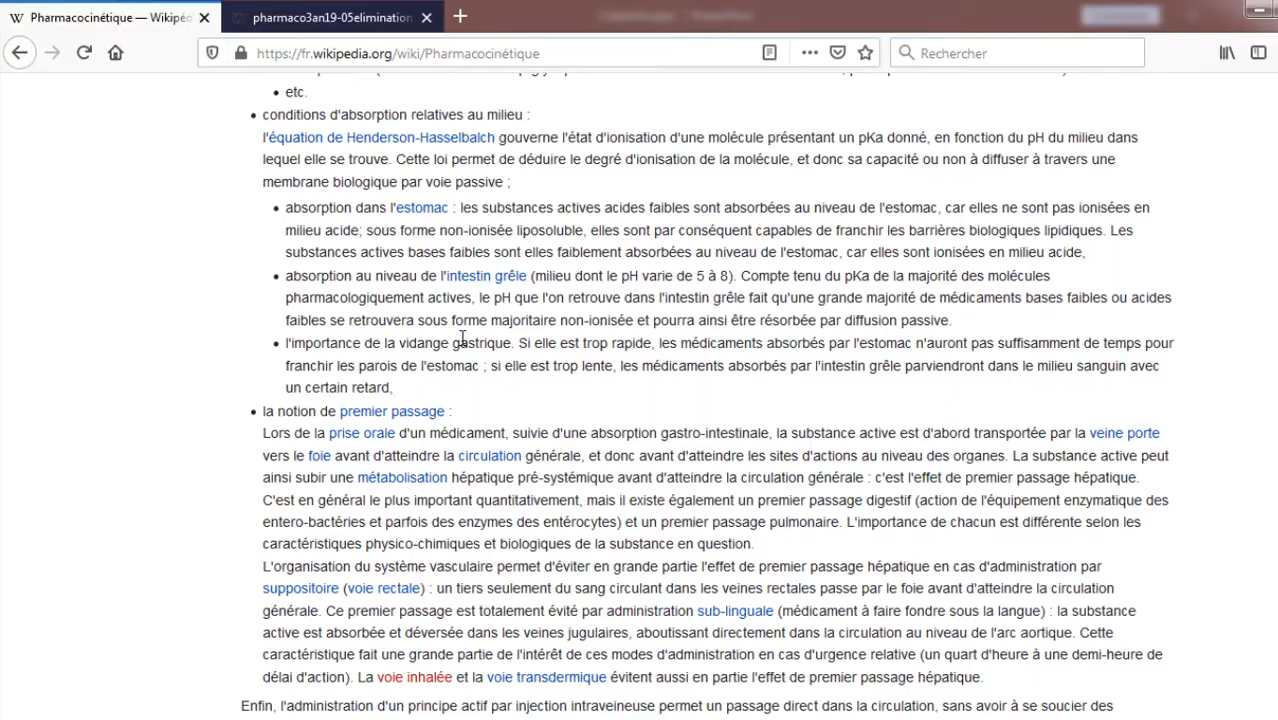 Pharmacocinétique — Wikipéd
pharmaco3an19-05elimination
https://fr.wikipedia.org/wiki/Pharmacocinétique
Rechercher
etc.
conditions d'absorption relatives au milieu :
l'équation de Henderson-Hasselbalch gouverne l'état d'ionisation d'une molécule présentant un pKa donné, en fonction du pH du milieu dans
lequel elle se trouve. Cette loi permet de déduire le degré d'ionisation de la molécule, et donc sa capacité ou non à diffuser à travers une
membrane biologique par voie passive ;
absorption dans l'estomac : les substances actives acides faibles sont absorbées au niveau de l'estomac, car elles ne sont pas ionisées en
milieu acide; sous forme non-ionisée liposoluble, elles sont par conséquent capables de franchir les barrières biologiques lipidiques. Les
substances actives bases faibles sont elles faiblement absorbées au niveau de l'estomac, car elles sont ionisées en milieu acide,
absorption au niveau de l'intestin grêle (milieu dont le pH varie de 5 à 8). Compte tenu du pKa de la majorité des molécules
pharmacologiquement actives, le pH que l'on retrouve dans l'intestin grêle fait qu'une grande majorité de médicaments bases faibles ou acides
faibles se retrouvera sous forme majoritaire non-ionisée et pourra ainsi être résorbée par diffusion passive.
l'importance de la vidange gastrique. Si elle est trop rapide, les médicaments absorbés par l'estomac n'auront pas suffisamment de temps pour
franchir les parois de l'estomac ; si elle est trop lente, les médicaments absorbés par l'intestin grêle parviendront dans le milieu sanguin avec
un certain retard,
la notion de premier passage :
Lors de la prise orale d'un médicament, suivie d'une absorption gastro-intestinale, la substance active est d'abord transportée par la veine porte
vers le foie avant d'atteindre la circulation générale, et donc avant d'atteindre les sites d'actions au niveau des organes. La substance active peut
ainsi subir une métabolisation hépatique pré-systémique avant d'atteindre la circulation générale : c'est l'effet de premier passage hépatique.
C'est en général le plus important quantitativement, mais il existe également un premier passage digestif (action de l'équipement enzymatique des
entero-bactéries et parfois des enzymes des entérocytes) et un premier passage pulmonaire. L'importance de chacun est différente selon les
caractéristiques physico-chimiques et biologiques de la substance en question.
L'organisation du système vasculaire permet d'éviter en grande partie l'effet de premier passage hépatique en cas d'administration par
suppositoire (voie rectale) : un tiers seulement du sang circulant dans les veines rectales passe par le foie avant d'atteindre la circulation
générale. Ce premier passage est totalement évité par administration sub-linguale (médicament à faire fondre sous la langue) : la substance
active est absorbée et déversée dans les veines jugulaires, aboutissant directement dans la circulation au niveau de l'arc aortique. Cette
caractéristique fait une grande partie de l'intérêt de ces modes d'administration en cas d'urgence relative (un quart d'heure à une demi-heure de
délai d'action). La voie inhalée et la voie transdermique évitent aussi en partie l'effet de premier passage hépatique.
Enfin, l'administration d'un principe actif par injection intraveineuse permet un passage direct dans la circulation, sans avoir à se soucier des